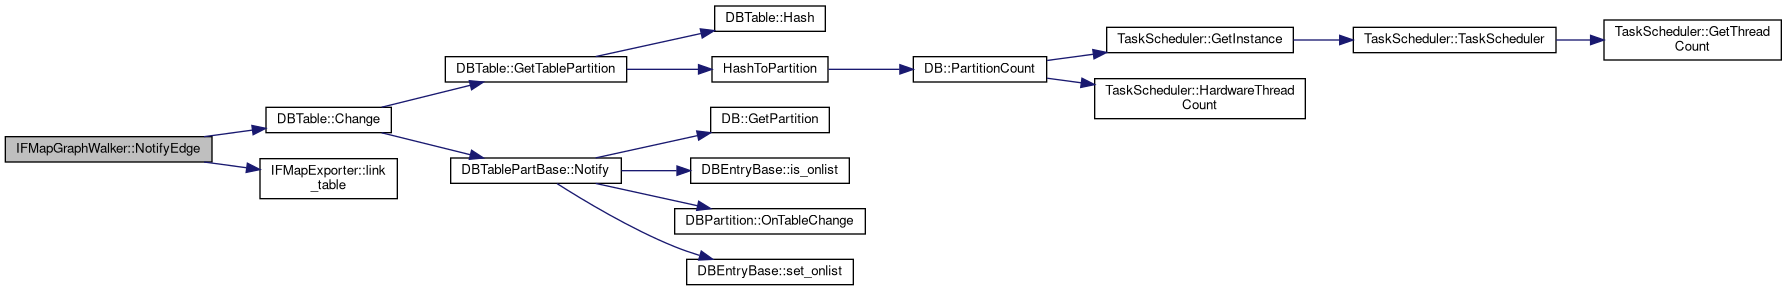 IFMapGraphWalker::NotifyEdge
DBTable::Change
IFMapExporter::link
_table
DBTable::GetTablePartition
DBTablePartBase::Notify
DBTable::Hash
HashToPartition
DB::GetPartition
DBEntryBase::is_onlist
DBPartition::OnTableChange
DBEntryBase::set_onlist
DB::PartitionCount
TaskScheduler::GetInstance
TaskScheduler::HardwareThread
Count
TaskScheduler::TaskScheduler
TaskScheduler::GetThread
Count